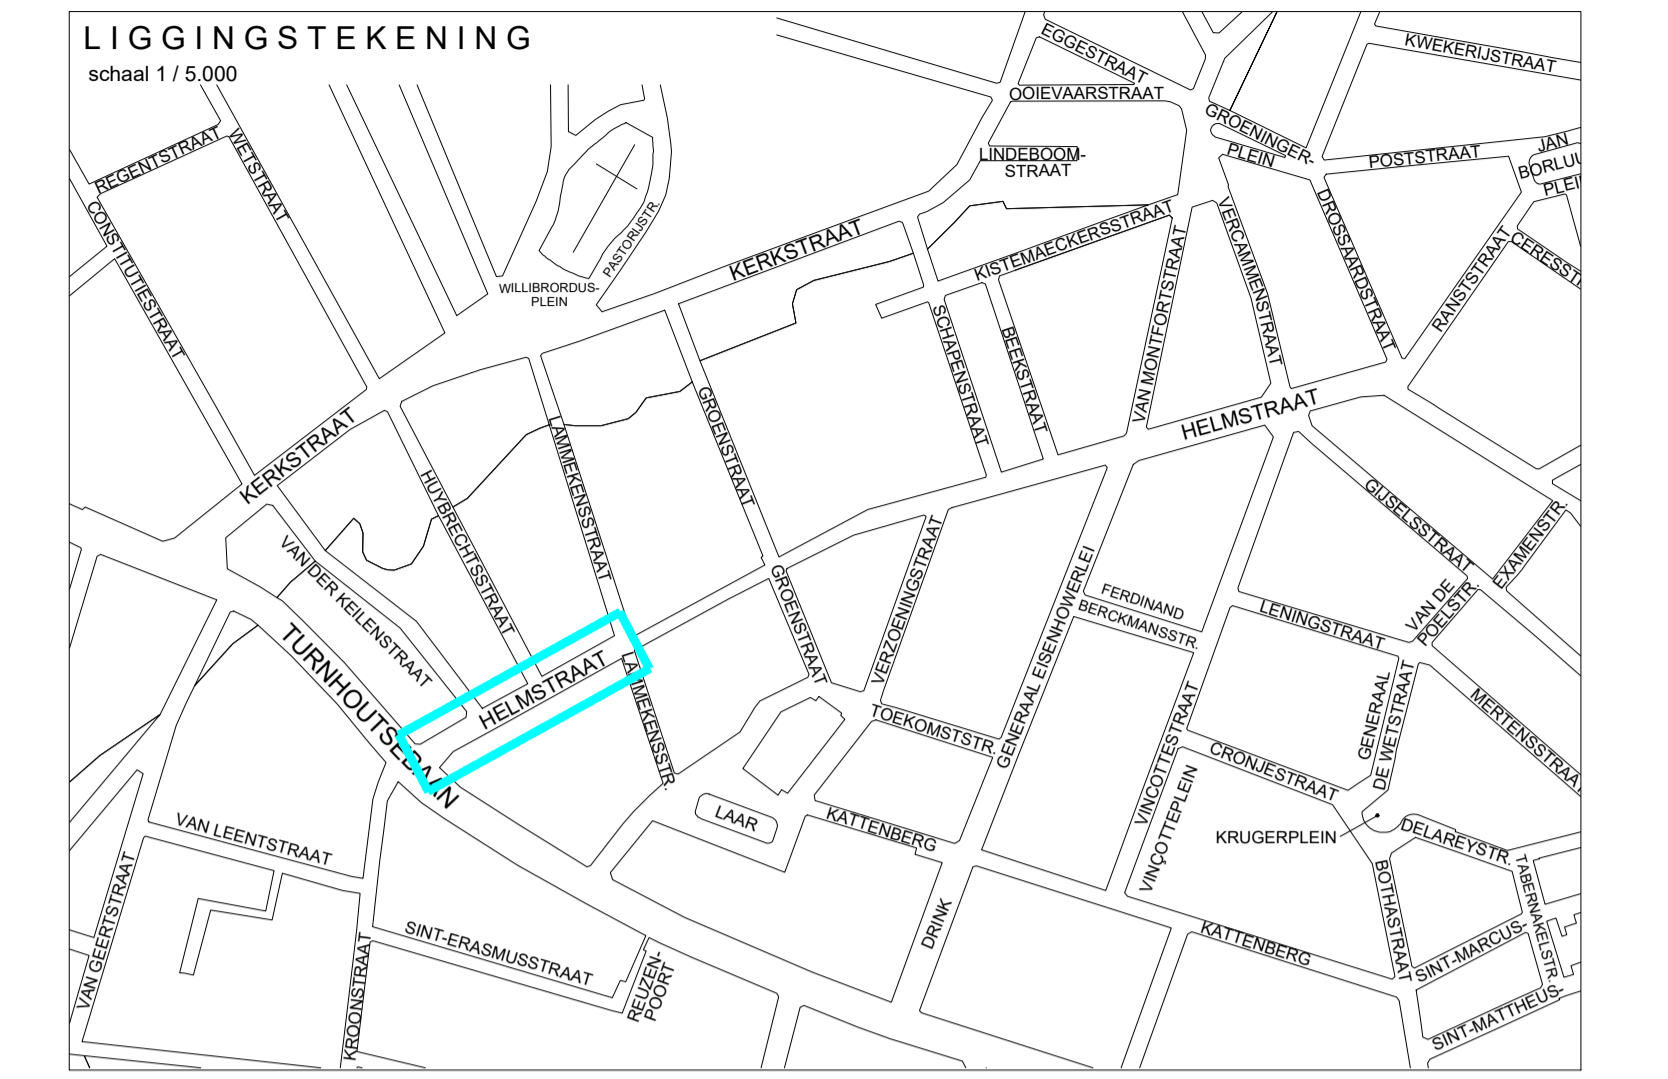 LIGGINGSTEKENING
schaal 1 / 5.000
EGGESTRAAT
KWEKERIJSTRAAT
OOIEVAARSTRAAT
GROENINGER-
PLEIN
LINDEBOOM-
STRAAT
POSTSTRAAT
JAN
BORLUU
PLEI
REGENTSTRAAT
WETSTRAAT
CONSTITUTIESTRAAT
PASTORIJSTR.
WILLIBRORDUS-
PLEIN
KERKSTRAAT
KISTEMAECKERSSTRAAT
VAN MONTFORTSTRAAT
VERCAMMENSTRAAT
DROSSAARDSTRAAT
RANSTSTRAAT
CERESST
SCHAPENSTRAAT
BEEKSTRAAT
HELMSTRAAT
KERKSTRAAT
HUYBRECHTSSTRAAT
LAMMEKENSSTRAAT
GROENSTRAAT
GIJSELSSTRAAT
EXAMENSTR.
VAN DER KEILENSTRAAT
TURNHOUTSEBAAN
HELMSTRAAT
LAMMEKENSSTR.
GROENSTRAAT
VERZOENINGSTRAAT
GENERAAL EISENHOWERLEI
FERDINAND
BERCKMANSSTR.
LENINGSTRAAT
VAN DE
POELSTR.
GENERAAL
DE WETSTRAAT
MERTENSSTRAAT
TOEKOMSTSTR.
VINCOTTESTRAAT
VINÇOTTEPLEIN
CRONJESTRAAT
KRUGERPLEIN
DELAREYSTR.
TABERNAKELSTR.
BOTHASTRAAT
LAAR
KATTENBERG
VAN LEENTSTRAAT
VAN GEERTSTRAAT
KROONSTRAAT
SINT-ERASMUSSTRAAT
REUZEN-
POORT
DRINK
KATTENBERG
SINT-MARCUS-
SINT-MATTHEUS-